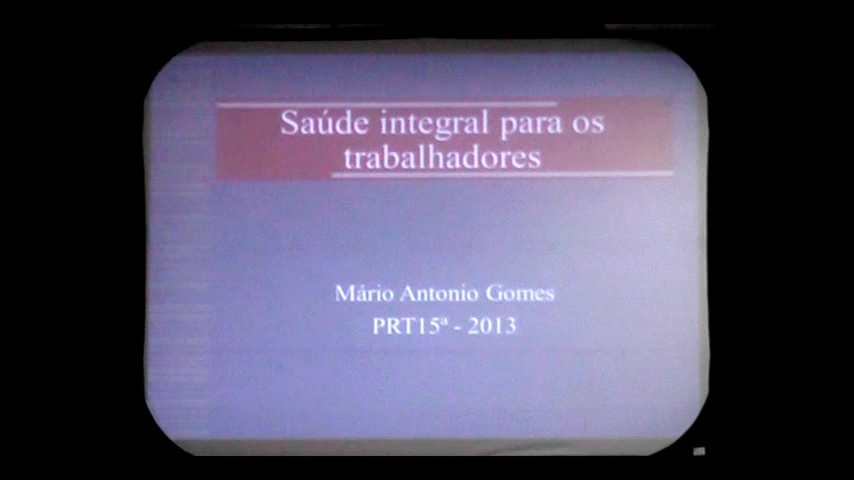 Saúde integral para os
trabalhadores
Mário Antonio Gomes
PRT15ª - 2013